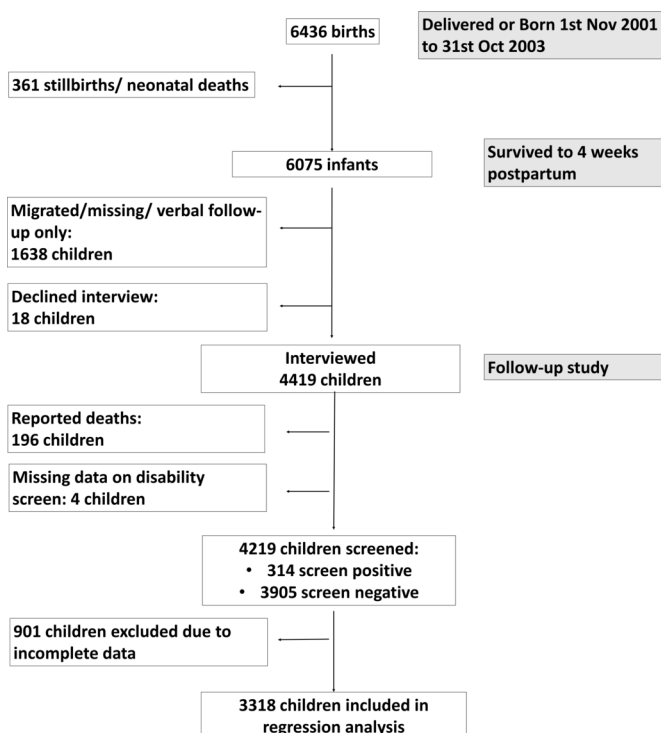 6436 births
Delivered or Born 1st Nov 2001
to 31st Oct 2003
361 stillbirths/ neonatal deaths
6075 infants
Survived to 4 weeks
postpartum
Migrated/missing/ verbal follow-
up only:
1638 children
Declined interview:
18 children
Interviewed
4419 children
Follow-up study
Reported deaths:
196 children
Missing data on disability
screen: 4 children
4219 children screened:
• 314 screen positive
• 3905 screen negative
901 children excluded due to
incomplete data
3318 children included in
regression analysis